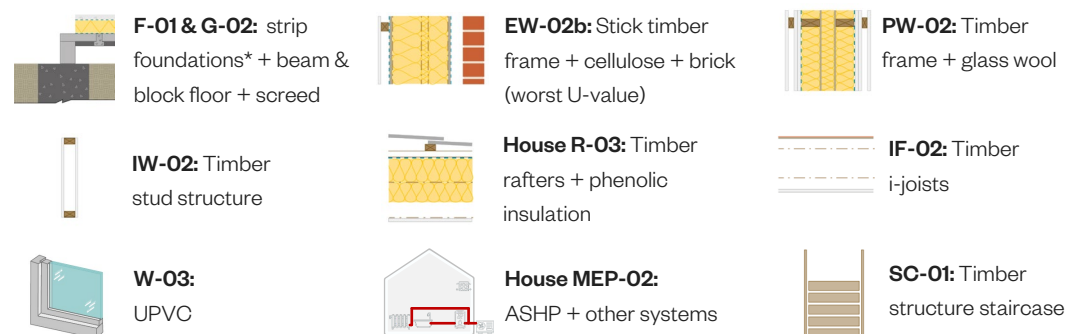 F-01 & G-02: strip
foundations* + beam &
block floor + screed
EW-02b: Stick timber
frame + cellulose + brick
(worst U-value)
PW-02: Timber
frame + glass wool
IW-02: Timber
stud structure
House R-03: Timber
rafters + phenolic
insulation
IF-02: Timber
i-joists
W-03:
UPVC
House MEP-02:
ASHP + other systems
SC-01: Timber
structure staircase